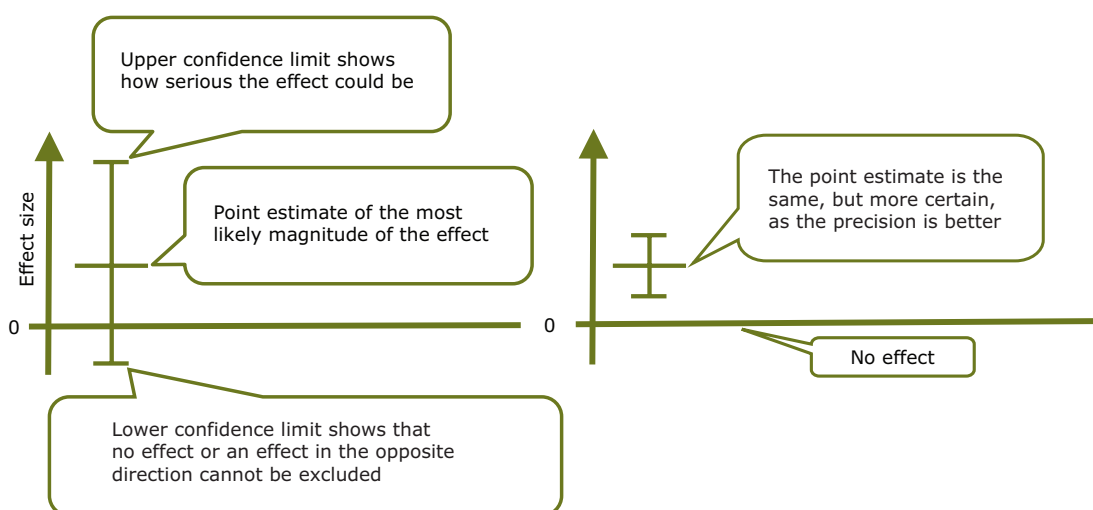 Upper confidence limit shows
how serious the effect could be
Effect size
Point estimate of the most
likely magnitude of the effect
0
Lower confidence limit shows that
no effect or an effect in the opposite
direction cannot be excluded
The point estimate is the
same, but more certain,
as the precision is better
0
No effect